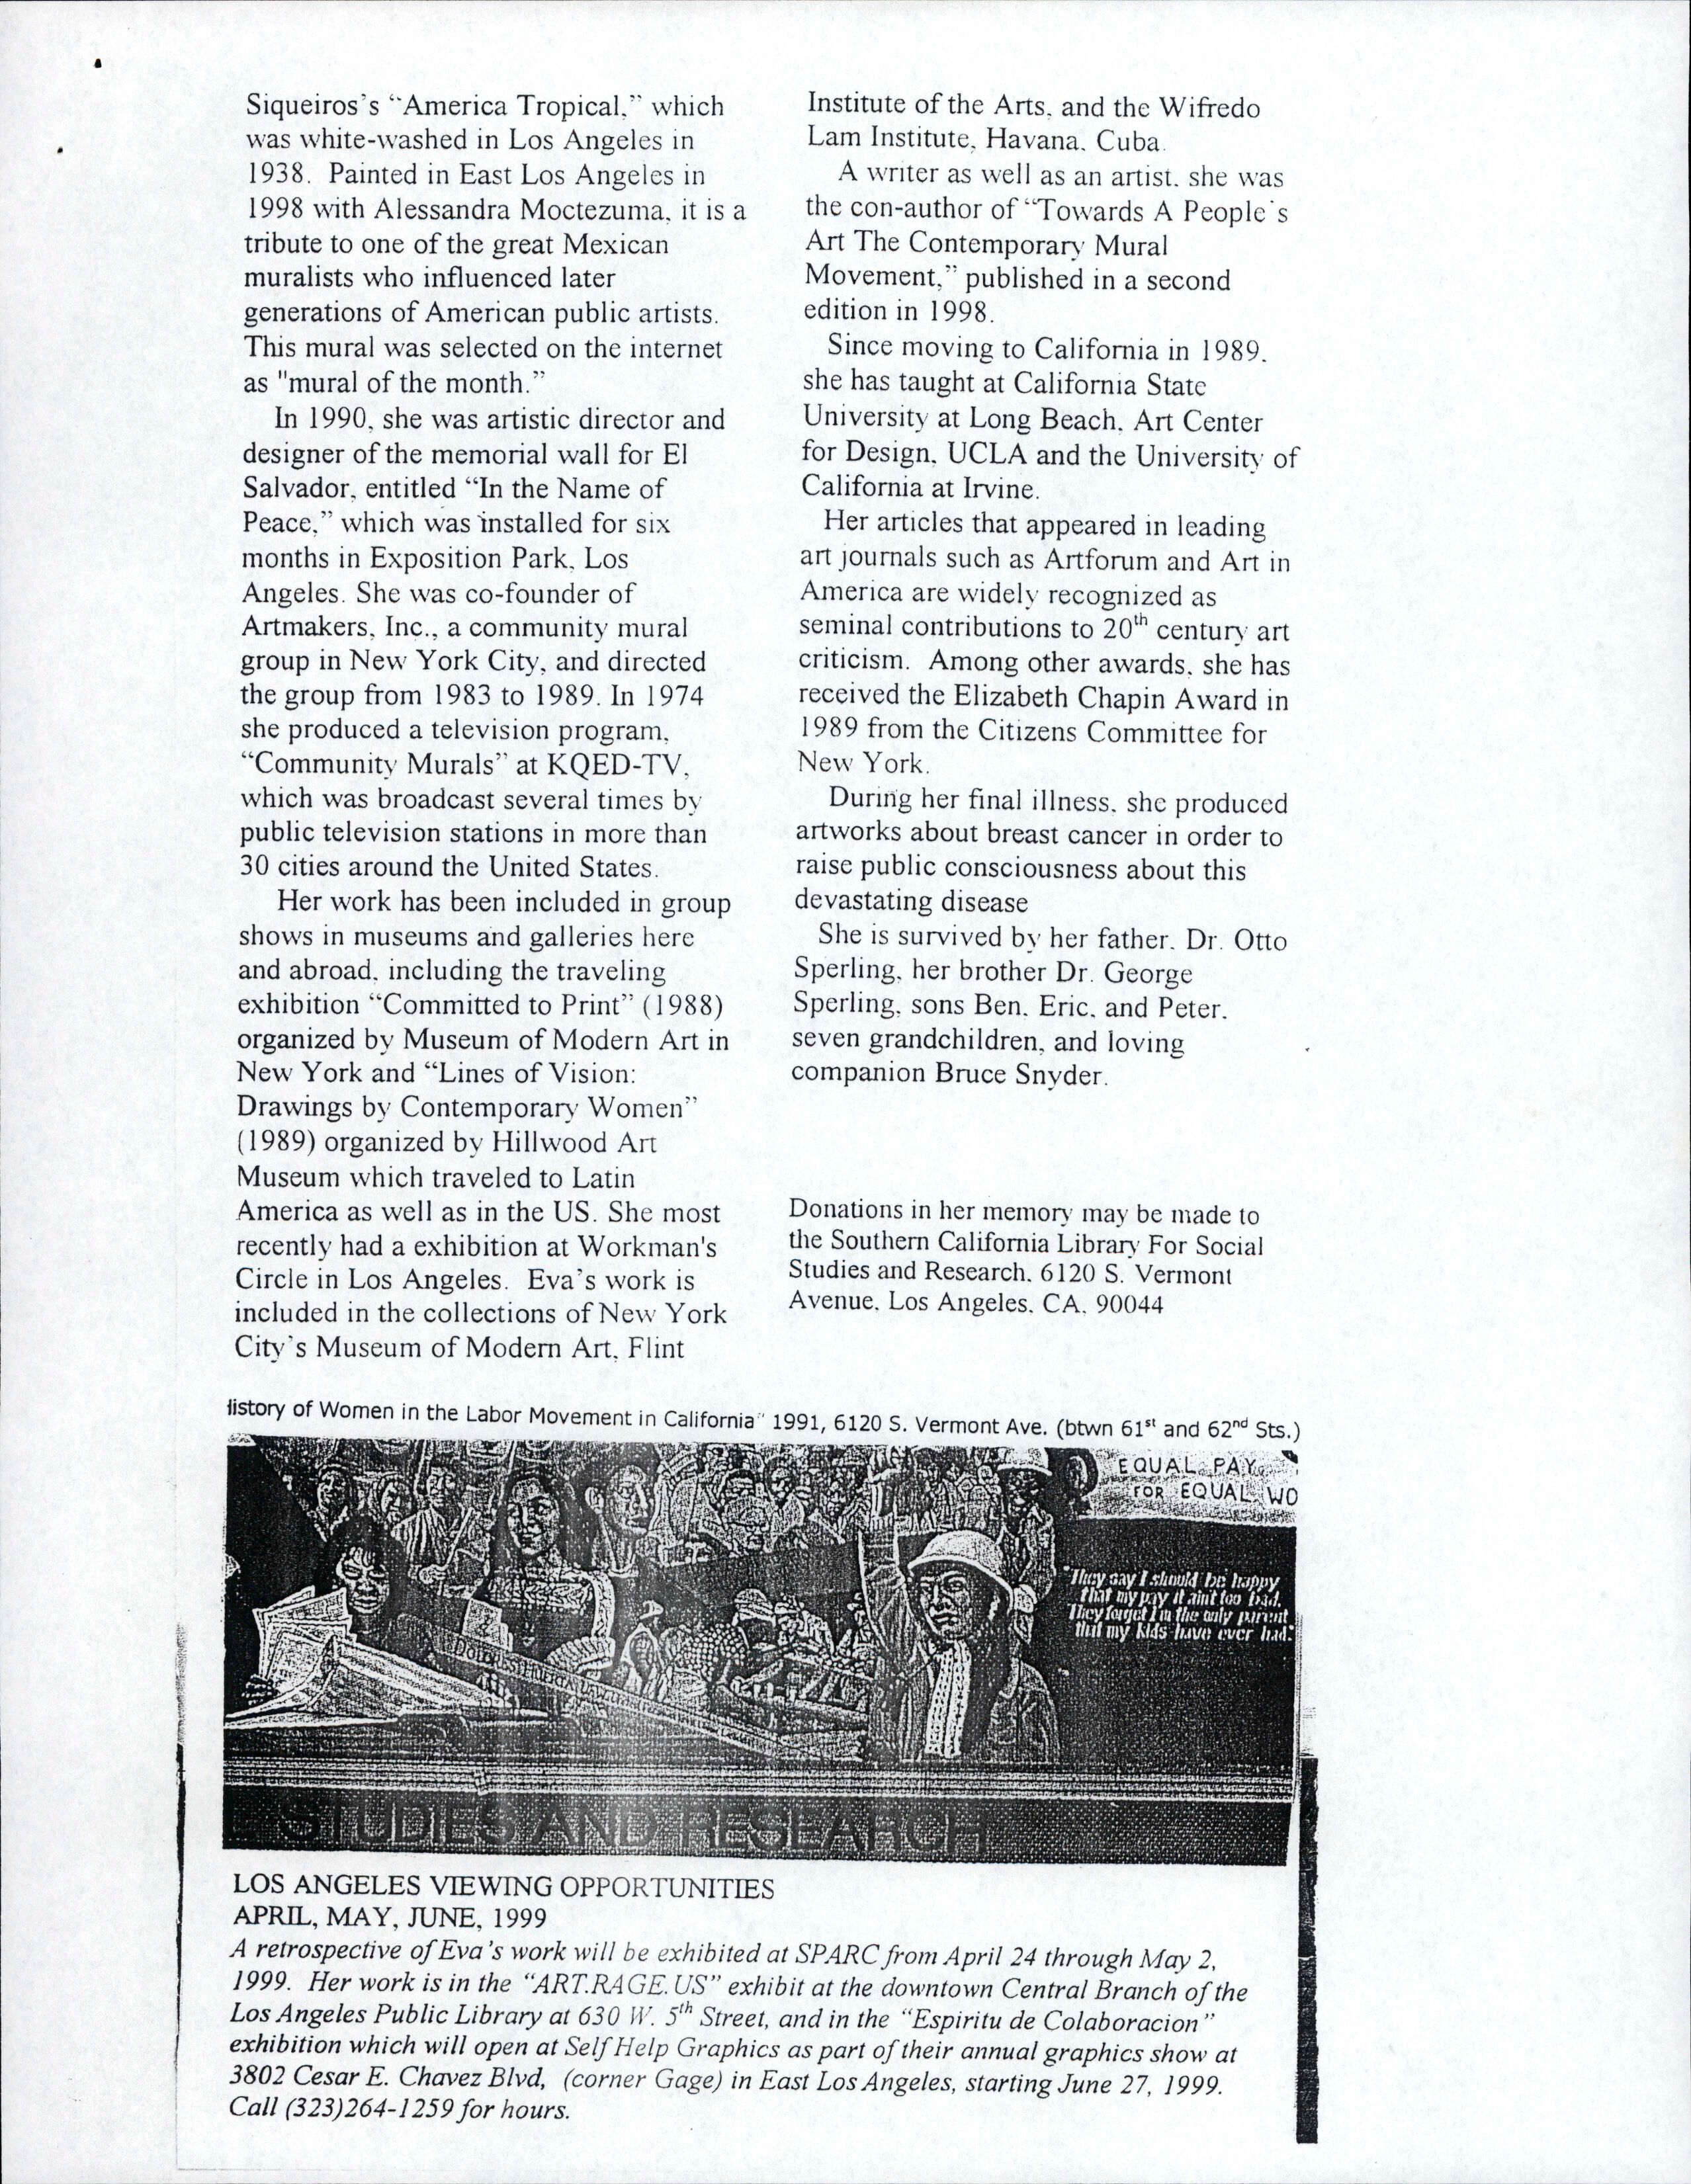 Siqueiros's “America Tropical,” which
was white-washed in Los Angeles in
1938.  Painted in East Los Angeles in
1998 with Alessandra Moctezuma, it is a
tribute to one of the great Mexican
muralists who influenced later
generations of American public artists.
This mural was selected on the internet
as "mural of the month.”
In 1990, she was artistic director and
designer of the memorial wall for El
Salvador, entitled “In the Name of
Peace,” which was installed for six
months in Exposition Park, Los
Angeles. She was co-founder of
Artmakers, Inc., a community mural
group in New York City, and directed
the group from 1983 to 1989. In 1974
she produced a television program,
“Community Murals” at KQED-TV,
which was broadcast several times by
public television stations in more than
30 cities around the United States.
Her work has been included in group
shows in museums and galleries here
and abroad, including the traveling
exhibition “Committed to Print” (1988)
organized by Museum of Modern Art in
New York and “Lines of Vision:
Drawings by Contemporary Women”
(1989) organized by Hillwood Art
Museum which traveled to Latin
America as well as in the US. She most
recently had a exhibition at Workman's
Circle in Los Angeles.  Eva's work is
included in the collections of New York
City's Museum of Modern Art, Flint
Institute of the Arts, and the Wifredo
Lam Institute, Havana, Cuba.
A writer as well as an artist, she was
the con-author of “Towards A People's
Art The Contemporary Mural
Movement,” published in a second
edition in 1998.
Since moving to California in 1989,
she has taught at California State
University at Long Beach, Art Center
for Design, UCLA and the University of
California at Irvine.
Her articles that appeared in leading
art journals such as Artforum and Art in
America are widely recognized as
seminal contributions to 20th century art
criticism.  Among other awards, she has
received the Elizabeth Chapin Award in
1989 from the Citizens Committee for
New York.
During her final illness, she produced
artworks about breast cancer in order to
raise public consciousness about this
devastating disease
She is survived by her father, Dr. Otto
Sperling, her brother Dr. George
Sperling, sons Ben, Eric, and Peter,
seven grandchildren, and loving
companion Bruce Snyder.
Donations in her memory may be made to
the Southern California Library For Social
Studies and Research, 6120 S. Vermont
Avenue, Los Angeles, CA, 90044
History of Women in the Labor Movement in California” 1991, 6120 S. Vermont Ave. (btwn 61st and 62nd Sts.)
EQUAL PAY
FOR EQUAL WO
"They say I should be happy
that my pay it aint too bad.
They forget I'm the only parent
that my kids have ever had."
STUDIES AND RESEARCH
LOS ANGELES VIEWING OPPORTUNITIES
APRIL, MAY, JUNE, 1999
A retrospective of Eva's work will be exhibited at SPARC from April 24 through May 2,
1999.  Her work is in the “ART.RAGE.US” exhibit at the downtown Central Branch of the
Los Angeles Public Library at 630 W. 5th Street, and in the “Espiritu de Colaboracion”
exhibition which will open at Self Help Graphics as part of their annual graphics show at
3802 Cesar E. Chavez Blvd,  (corner Gage) in East Los Angeles, starting June 27, 1999.
Call (323)264-1259 for hours.